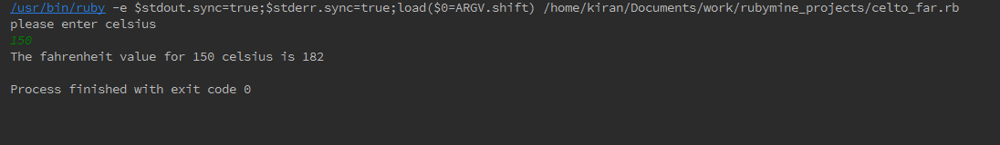 /usr/bin/ruby -e $stdout.sync=true;$stderr.sync=true;load($0=ARGV.shift) /home/kiran/Documents/work/rubymine_projects/celto_far.rb
please enter celsius
150
The fahrenheit value for 150 celsius is 182
Process finished with exit code 0